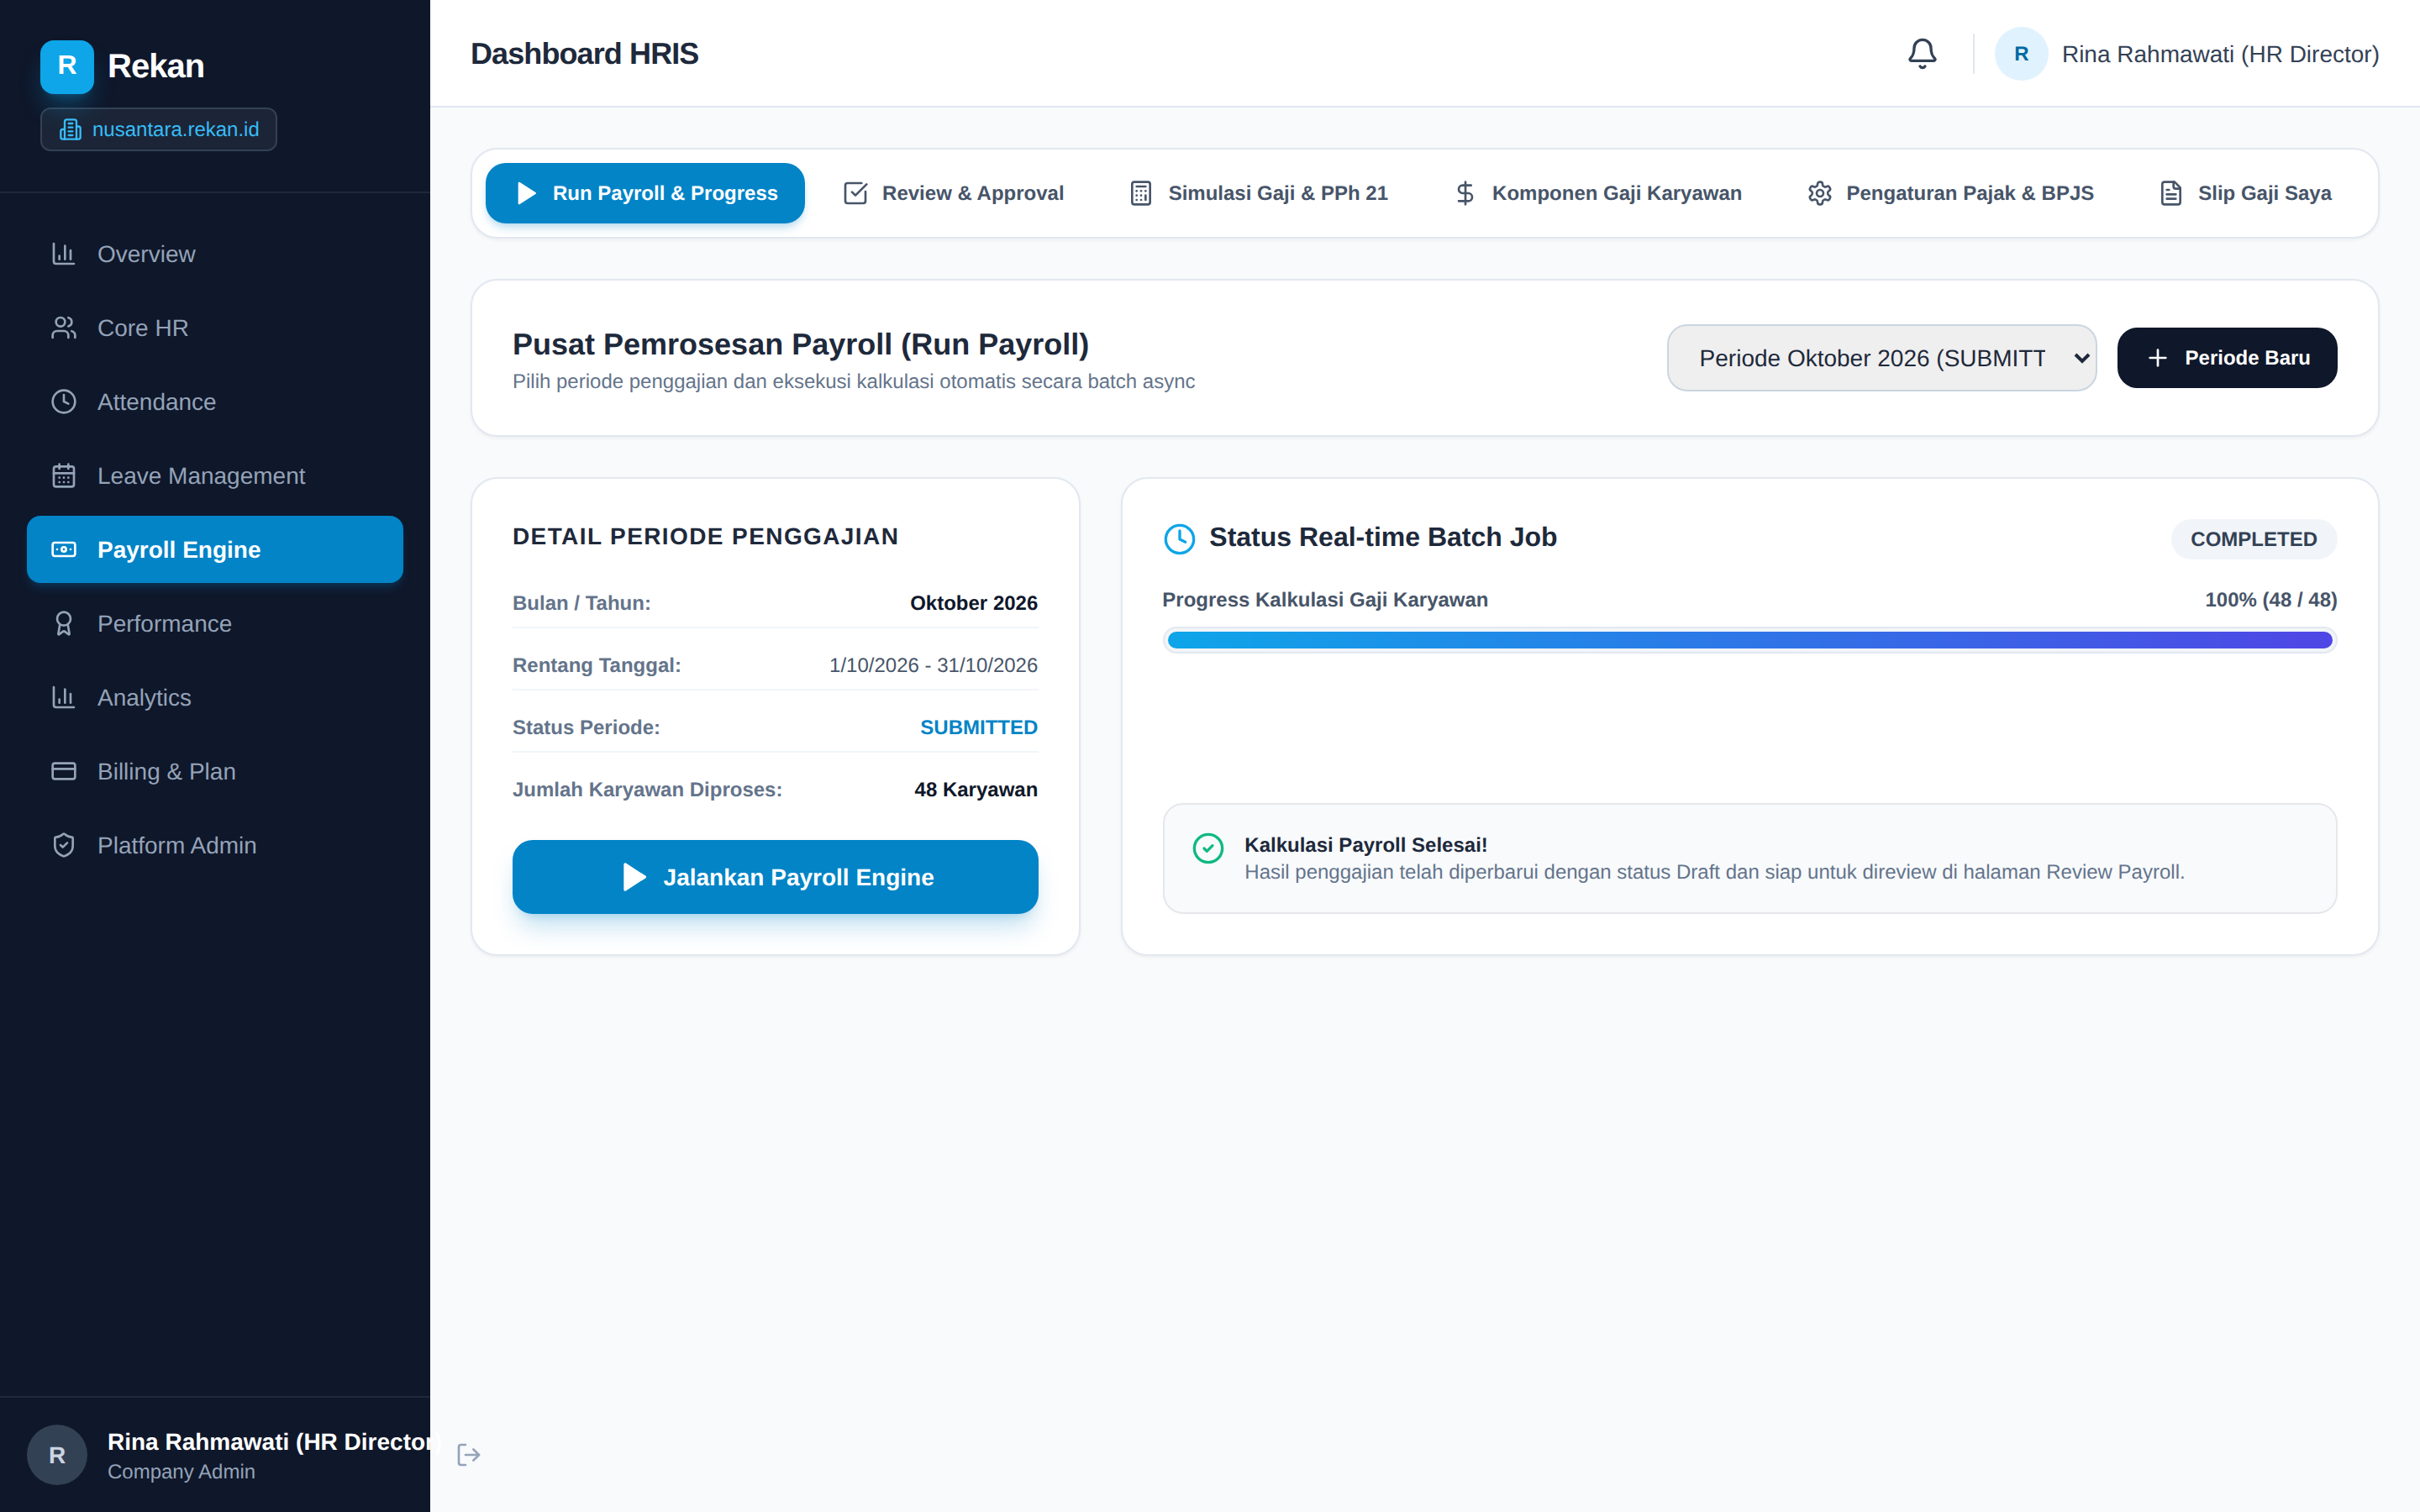 R
Rekan
nusantara.rekan.id
Overview
Core HR
Attendance
Leave Management
Payroll Engine
Performance
Analytics
Billing & Plan
Platform Admin
R
Rina Rahmawati (HR Director)
Company Admin
Dashboard HRIS
R
Rina Rahmawati (HR Director)
Run Payroll & Progress
Review & Approval
Simulasi Gaji & PPh 21
Komponen Gaji Karyawan
Pengaturan Pajak & BPJS
Slip Gaji Saya
Pusat Pemrosesan Payroll (Run Payroll)
Pilih periode penggajian dan eksekusi kalkulasi otomatis secara batch async
Periode Oktober 2026 (SUBMITT
Periode Baru
DETAIL PERIODE PENGGAJIAN
Bulan / Tahun: Oktober 2026
Rentang Tanggal: 1/10/2026 - 31/10/2026
Status Periode: SUBMITTED
Jumlah Karyawan Diproses: 48 Karyawan
Jalankan Payroll Engine
Status Real-time Batch Job
COMPLETED
Progress Kalkulasi Gaji Karyawan 100% (48 / 48)
Kalkulasi Payroll Selesai!
Hasil penggajian telah diperbarui dengan status Draft dan siap untuk direview di halaman Review Payroll.